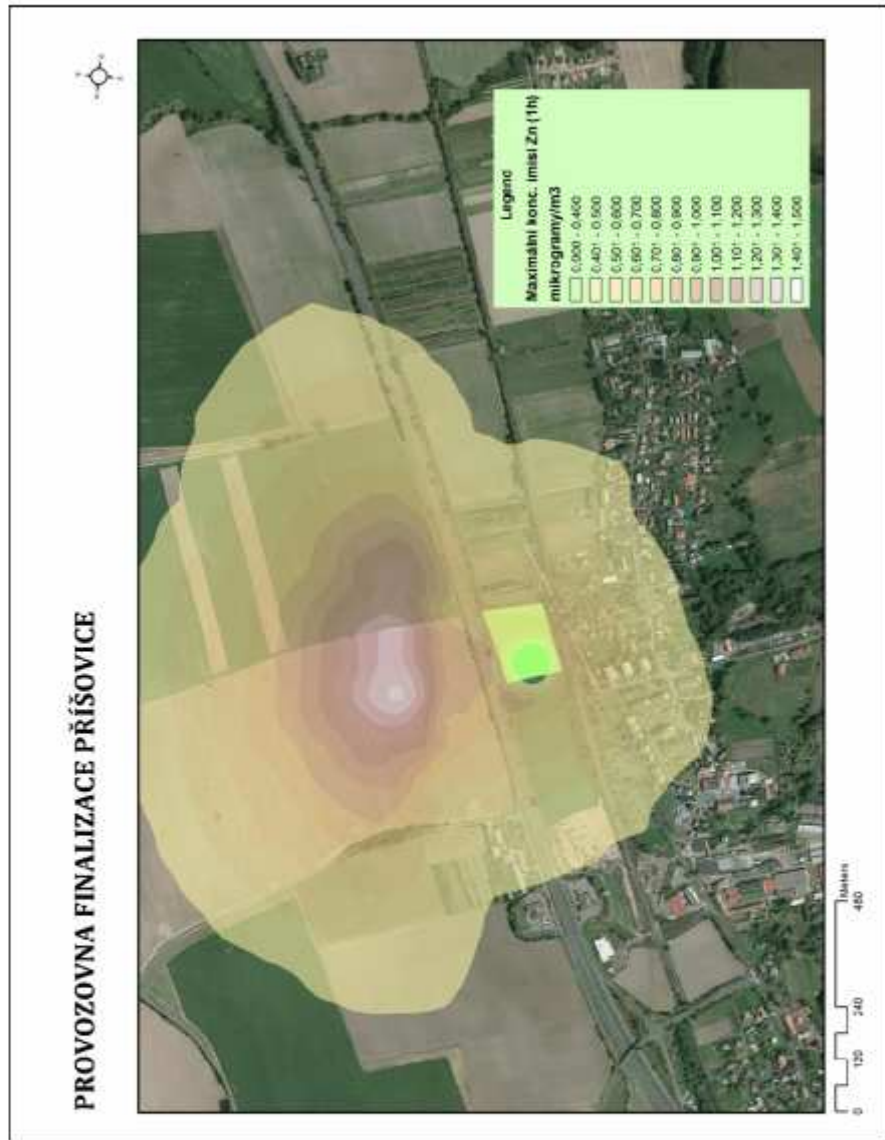 PROVOZOVNA FINALIZACE PŘÍŠOVICE
Legend
Maximální konc. imisí Zn (1h)
mikrogramy/m3
0,000 - 0,400
0,401 - 0,500
0,501 - 0,600
0,601 - 0,700
0,701 - 0,800
0,801 - 0,900
0,901 - 1,000
1,001 - 1,100
1,101 - 1,200
1,201 - 1,300
1,301 - 1,400
1,401 - 1,500
0 120 240 480
Meters